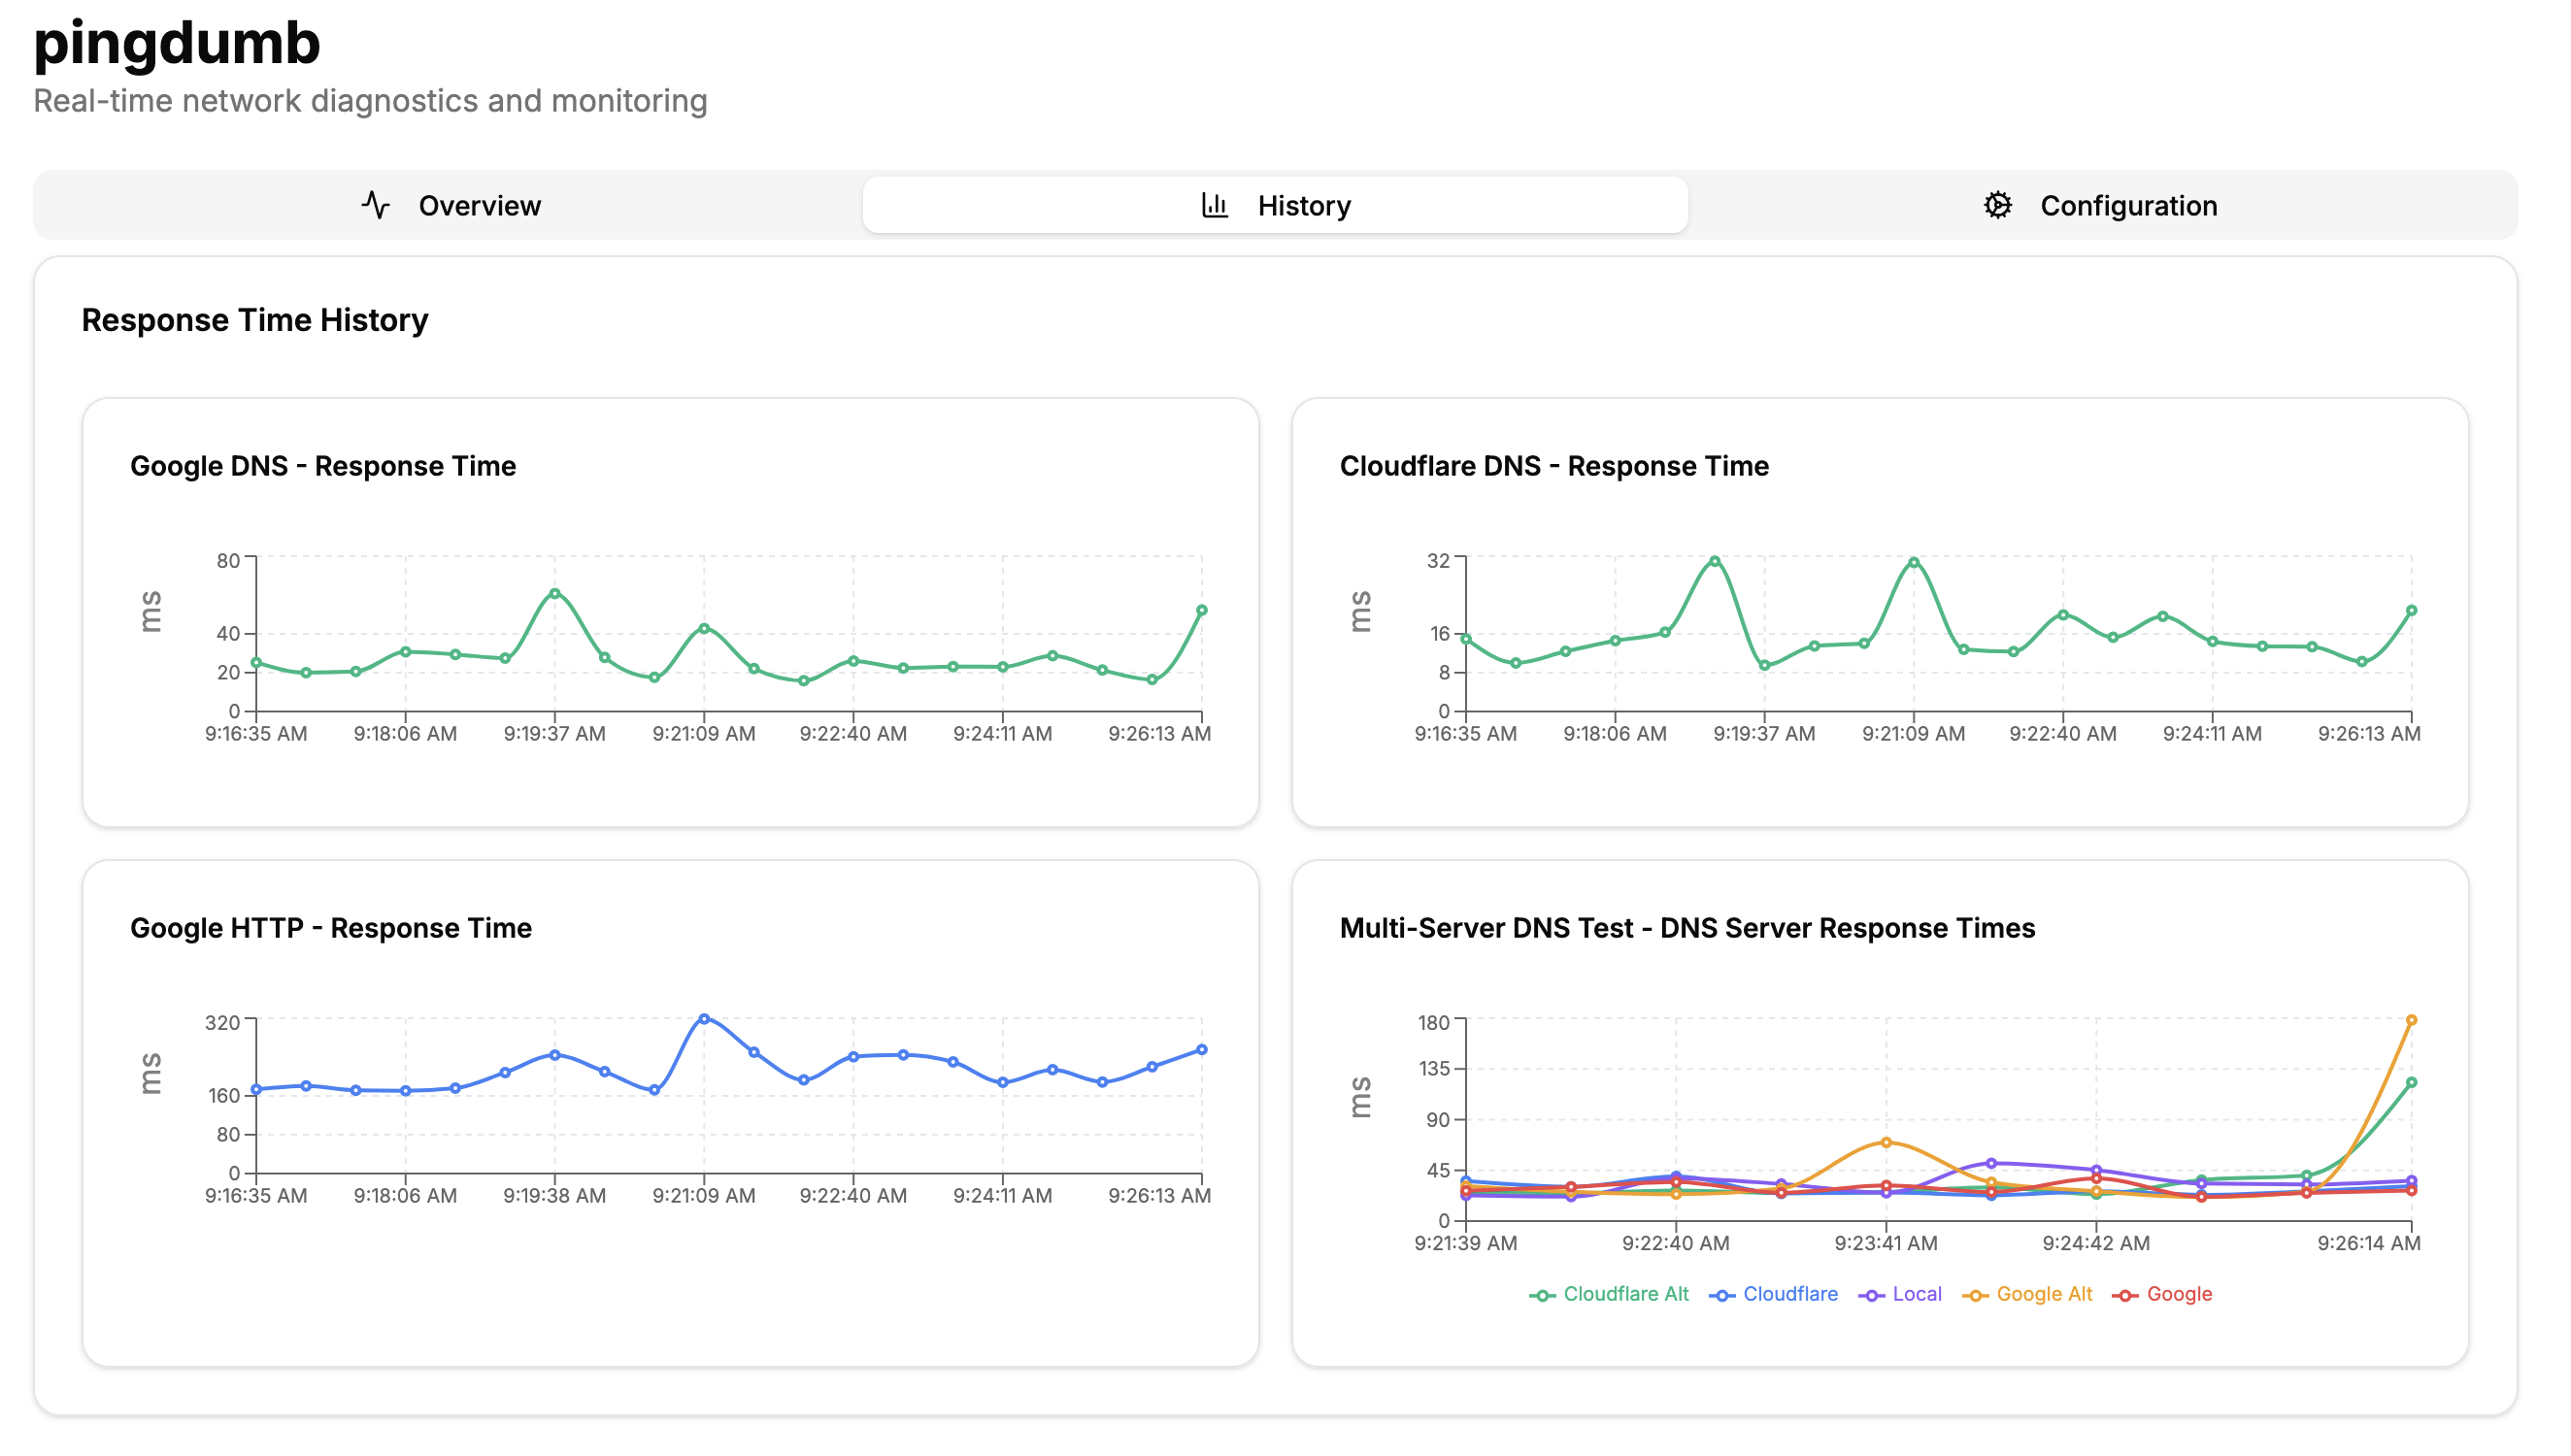 pingdumb
Real-time network diagnostics and monitoring
Overview
History
Configuration
Response Time History
Google DNS - Response Time
ms
80
40
20
0
9:16:35 AM
9:18:06 AM
9:19:37 AM
9:21:09 AM
9:22:40 AM
9:24:11 AM
9:26:13 AM
Cloudflare DNS - Response Time
ms
32
16
8
0
9:16:35 AM
9:18:06 AM
9:19:37 AM
9:21:09 AM
9:22:40 AM
9:24:11 AM
9:26:13 AM
Google HTTP - Response Time
ms
320
160
80
0
9:16:35 AM
9:18:06 AM
9:19:38 AM
9:21:09 AM
9:22:40 AM
9:24:11 AM
9:26:13 AM
Multi-Server DNS Test - DNS Server Response Times
ms
180
135
90
45
0
9:21:39 AM
9:22:40 AM
9:23:41 AM
9:24:42 AM
9:26:14 AM
Cloudflare Alt
Cloudflare
Local
Google Alt
Google